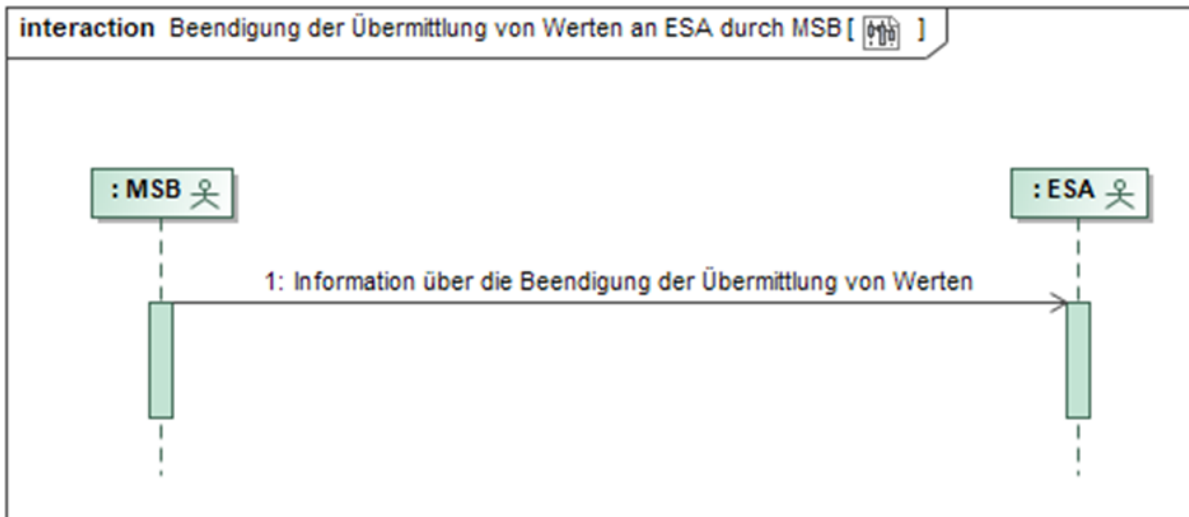 interaction Beendigung der Übermittlung von Werten an ESA durch MSB [ ]
: MSB
: ESA
1: Information über die Beendigung der Übermittlung von Werten